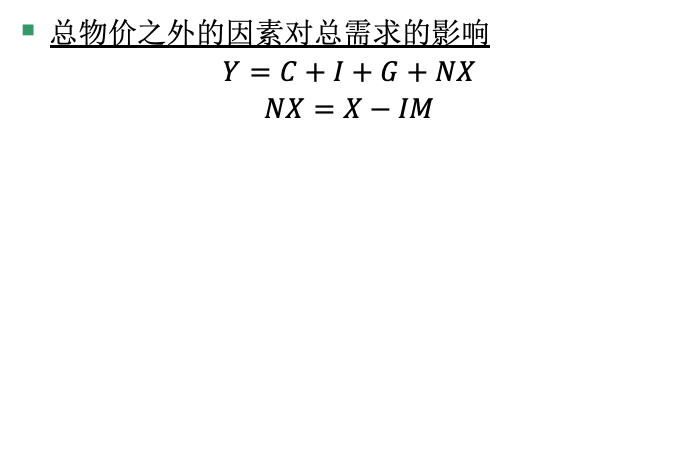 总物价之外的因素对总需求的影响
Y = C + I + G + NX
NX = X − IM